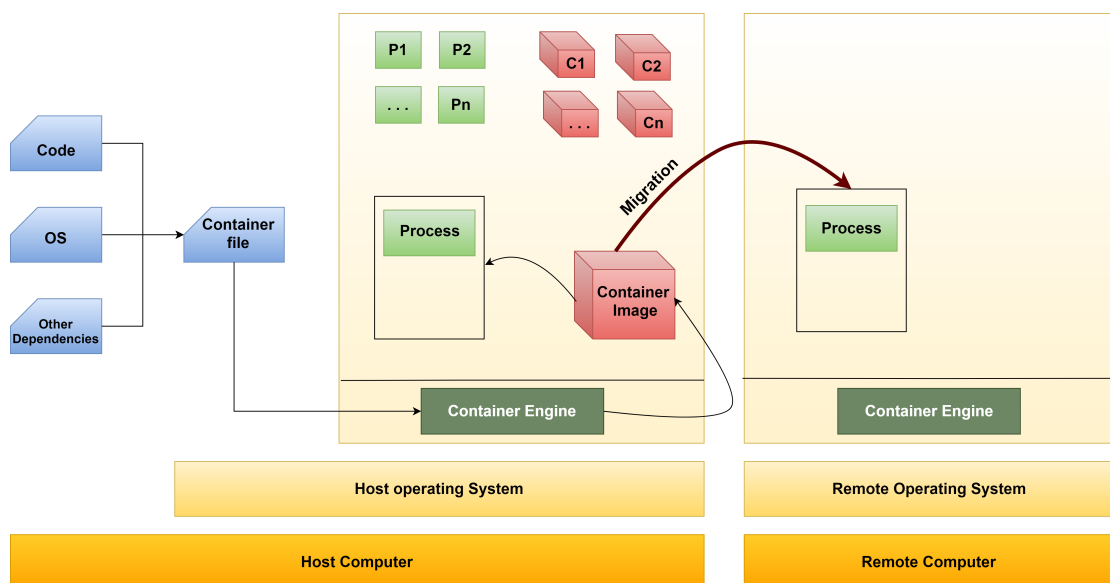 P1
P2
C1
C2
. . .
Pn
. . .
Cn
Code
OS
Other
Dependencies
Container
file
Process
Container
Image
Migration
Process
Container Engine
Container Engine
Host operating System
Remote Operating System
Host Computer
Remote Computer